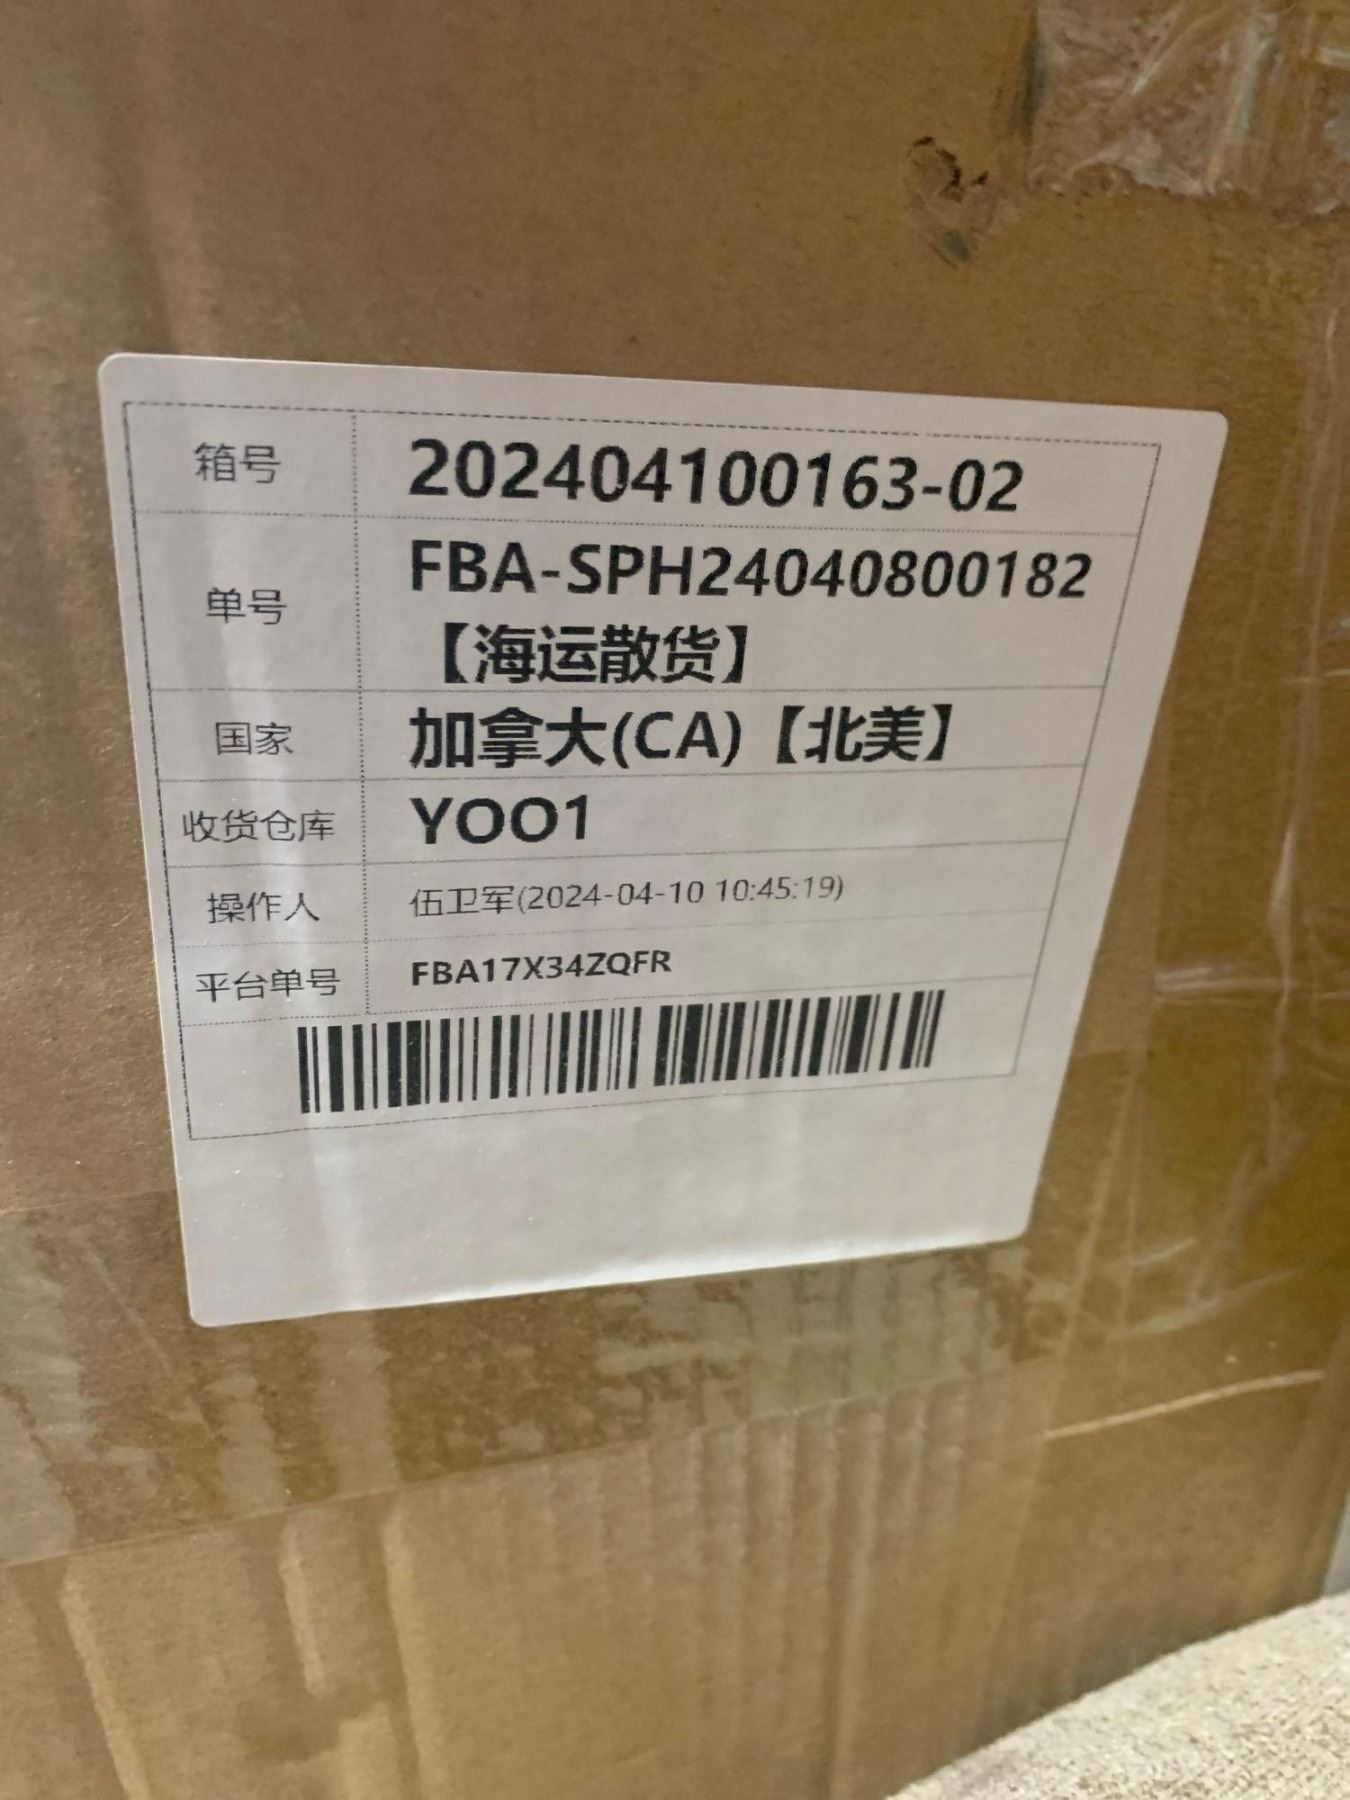 箱号 202404100163-02
单号 FBA-SPH24040800182
【海运散货】
国家 加拿大(CA)【北美】
收货仓库 YOO1
操作人 伍卫军(2024-04-10 10:45:19)
平台单号 FBA17X34ZQFR